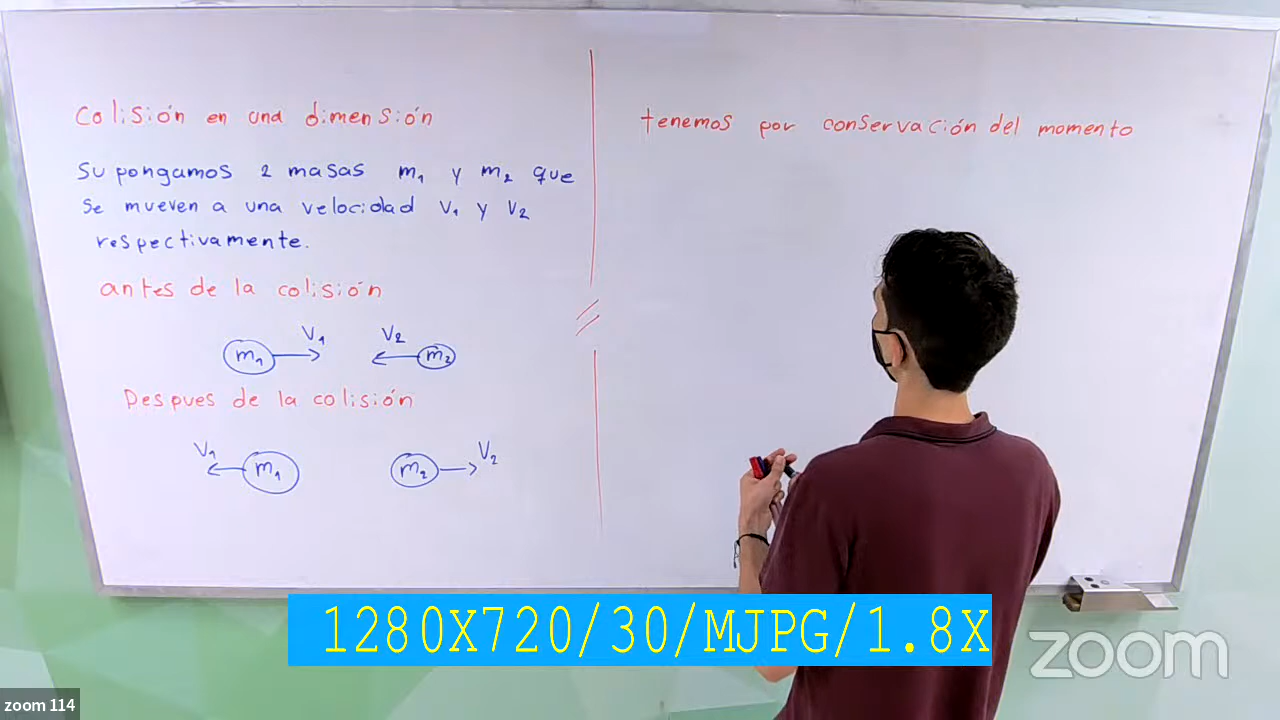 Colisión en una dimensión
Supongamos 2 masas m₁ y m₂ que
se mueven a una velocidad v₁ y v₂
respectivamente.
antes de la colisión
V₁ V₂
m₁ m₂
Despues de la colisión
V₁ V₂
m₁ m₂
tenemos por conservación del momento
1280X720/30/MJPG/1.8X
zoom
zoom 114